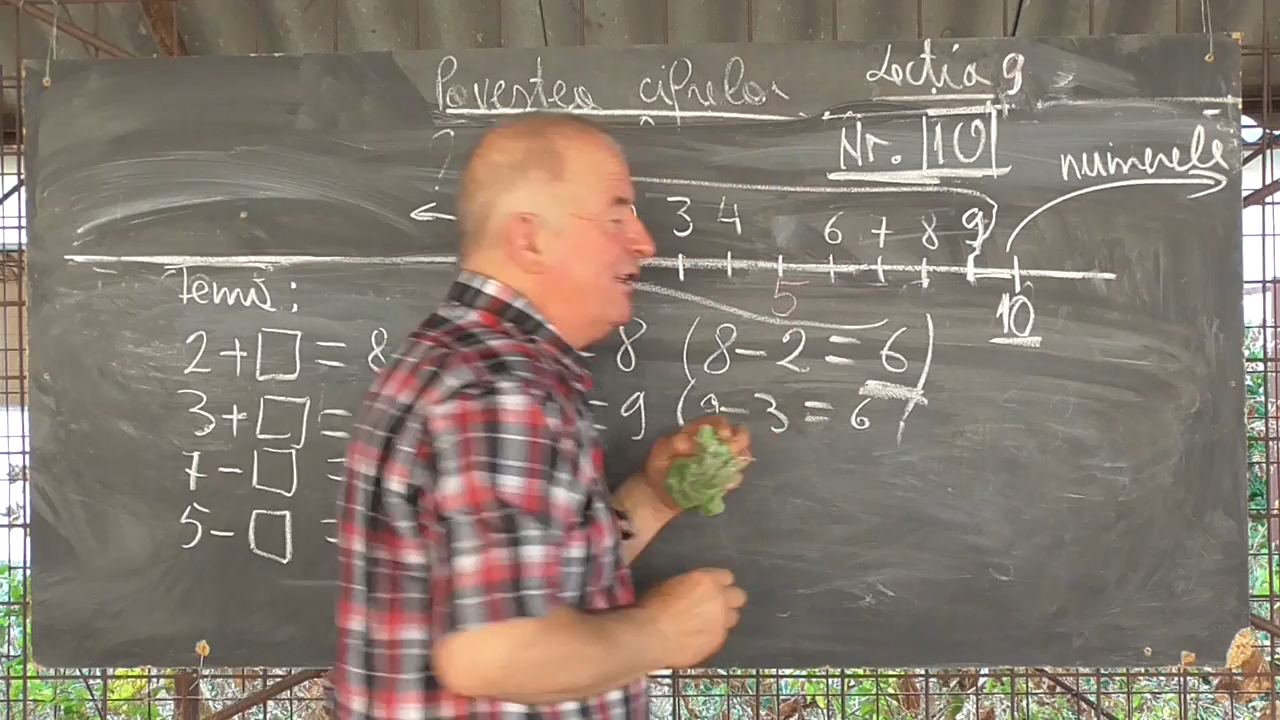 Povestea cifrelor Lecția 9
Nr. 10
? numerele
3 4 6 7 8 9
5 10
Temă:
2 + □ = 8 8 (8 - 2 = 6)
3 + □ = = 9 (9 - 3 = 6)
7 - □ =
5 - □ =